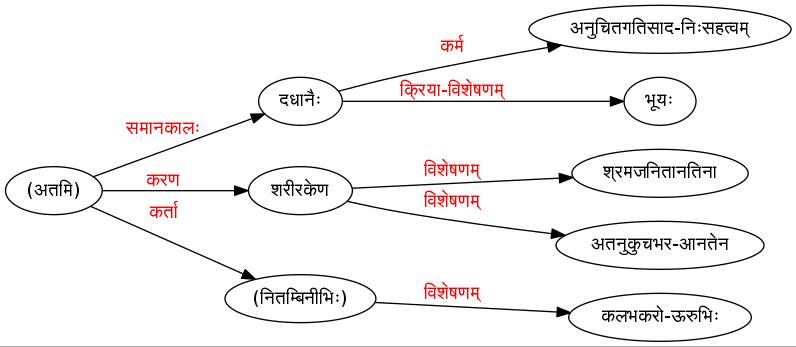 अनुचितगतिसाद-निःसहत्वम्
कर्म
दधानैः
क्रिया-विशेषणम्
भूयः
समानकालः
(अतमि)
करण
शरीरकेण
विशेषणम्
श्रमजनितानतिना
विशेषणम्
अतनुकुचभर-आनतेन
कर्ता
(नितम्बिनीभिः)
विशेषणम्
कलभकरो-ऊरुभिः